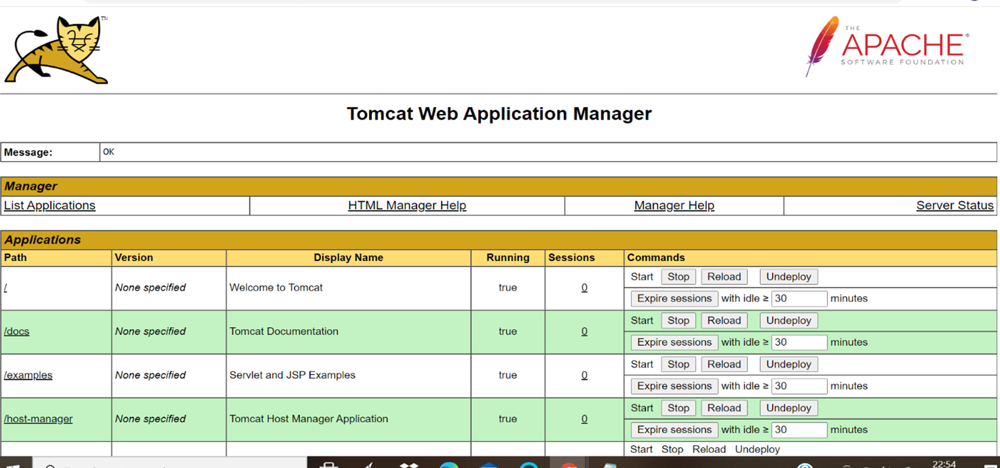 TM
THE
APACHE®
SOFTWARE FOUNDATION
Tomcat Web Application Manager
Message: OK
Manager
List Applications HTML Manager Help Manager Help Server Status
Applications
Path Version Display Name Running Sessions Commands
/ None specified Welcome to Tomcat true 0 Start Stop Reload Undeploy
Expire sessions with idle ≥ 30 minutes
/docs None specified Tomcat Documentation true 0 Start Stop Reload Undeploy
Expire sessions with idle ≥ 30 minutes
/examples None specified Servlet and JSP Examples true 0 Start Stop Reload Undeploy
Expire sessions with idle ≥ 30 minutes
/host-manager None specified Tomcat Host Manager Application true 0 Start Stop Reload Undeploy
Expire sessions with idle ≥ 30 minutes
Start Stop Reload Undeploy
22:54